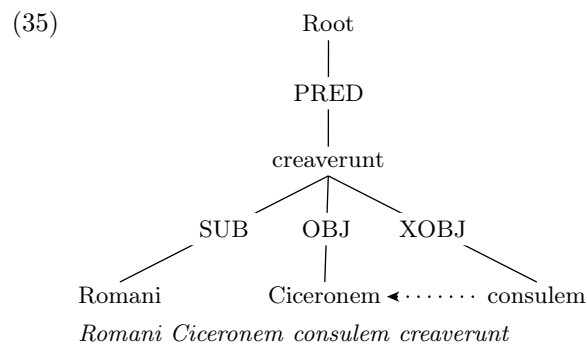 (35) Root
PRED
creaverunt
SUB OBJ XOBJ
Romani Ciceronem consulem
Romani Ciceronem consulem creaverunt